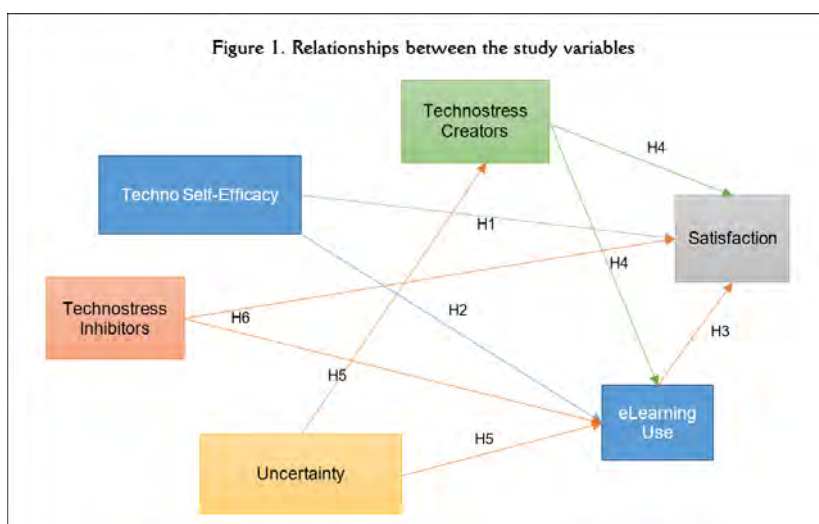 Figure 1. Relationships between the study variables
Technostress
Creators
H4
Techno Self-Efficacy
H1
Satisfaction
H4
Technostress
Inhibitors
H6
H2
H3
H5
eLearning
Use
H5
Uncertainty